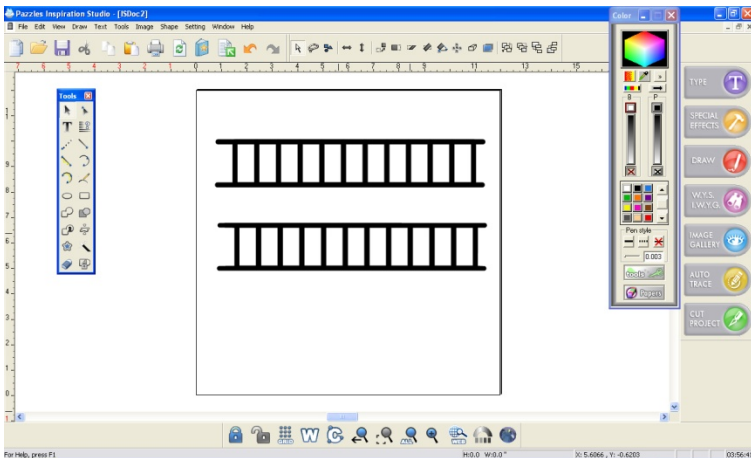 Pazzles Inspiration Studio - [ISDoc2]
File Edit View Draw Text Tools Image Shape Setting Window Help
Tools
T
Color
B P
Pen style
0.003
tools
Papers
TYPE T
SPECIAL
EFFECTS
DRAW
W.Y.S.
I.W.Y.G.
IMAGE
GALLERY
AUTO
TRACE
CUT
PROJECT
W
For Help, press F1
H:0.0 W:0.0"
X: 5.6066 , Y: -0.6203
03:56:4